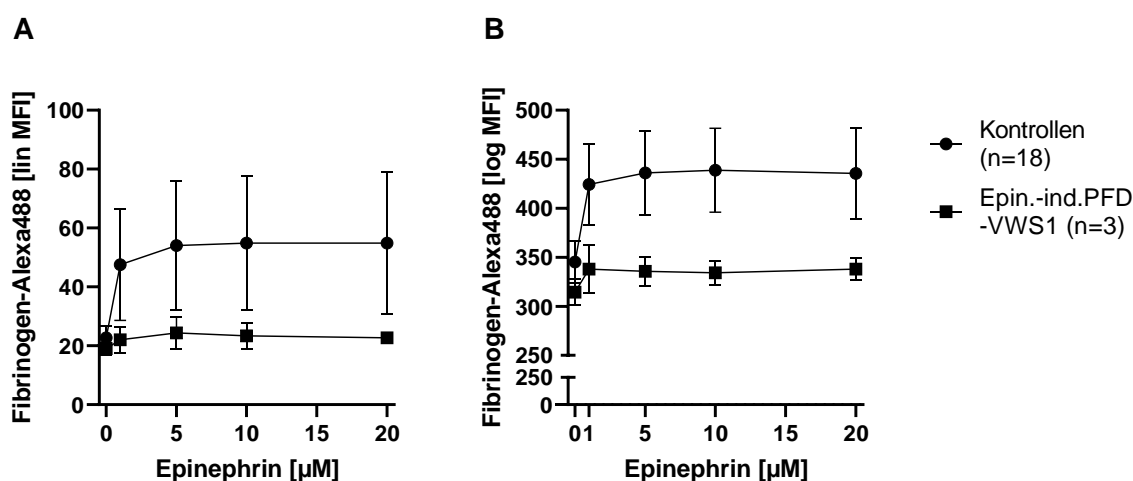 A
Fibrinogen-Alexa488 [lin MFI]
100
80
60
40
20
0
0 5 10 15 20
Epinephrin [µM]
B
Fibrinogen-Alexa488 [log MFI]
500
450
400
350
300
250
250
0
0 1 5 10 15 20
Epinephrin [µM]
Kontrollen
(n=18)
Epin.-ind.PFD
-VWS1 (n=3)